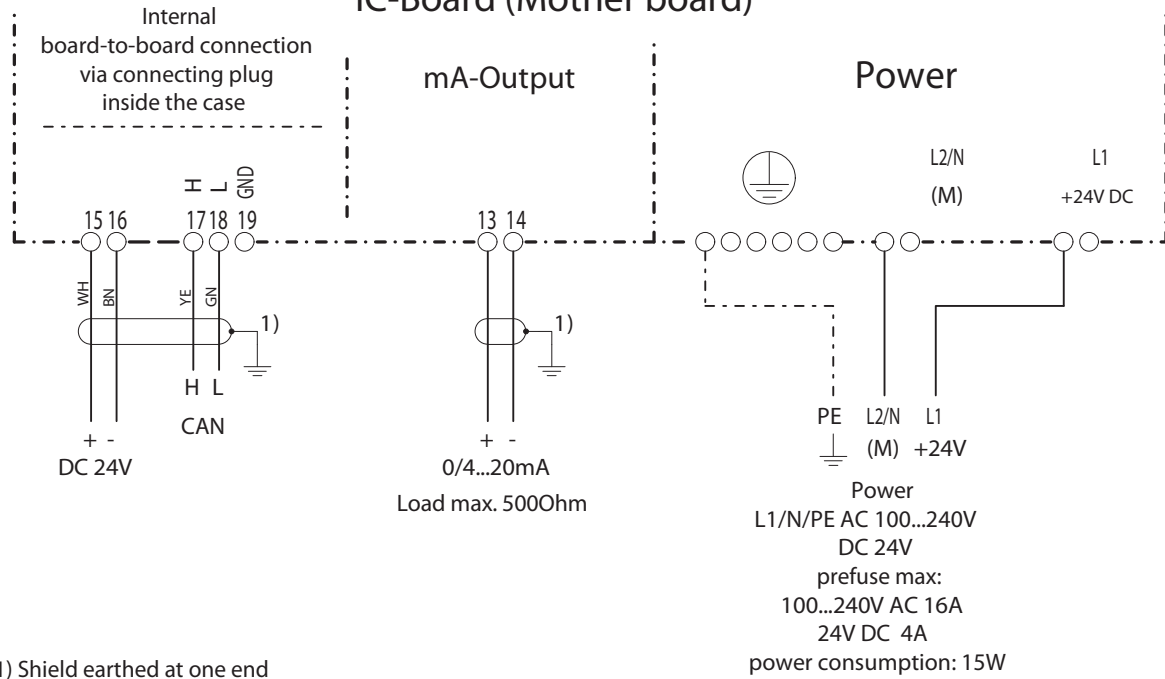 IC-Board (Mother board)
Internal
board-to-board connection
via connecting plug
inside the case
mA-Output
Power
H L GND
L2/N L1
(M) +24V DC
15 16 17 18 19 13 14
WH BN YE GN
1) 1)
H L
CAN
+ -
DC 24V
+ -
0/4...20mA
Load max. 500Ohm
PE L2/N L1
(M) +24V
Power
L1/N/PE AC 100...240V
DC 24V
prefuse max:
100...240V AC 16A
24V DC 4A
power consumption: 15W
1) Shield earthed at one end